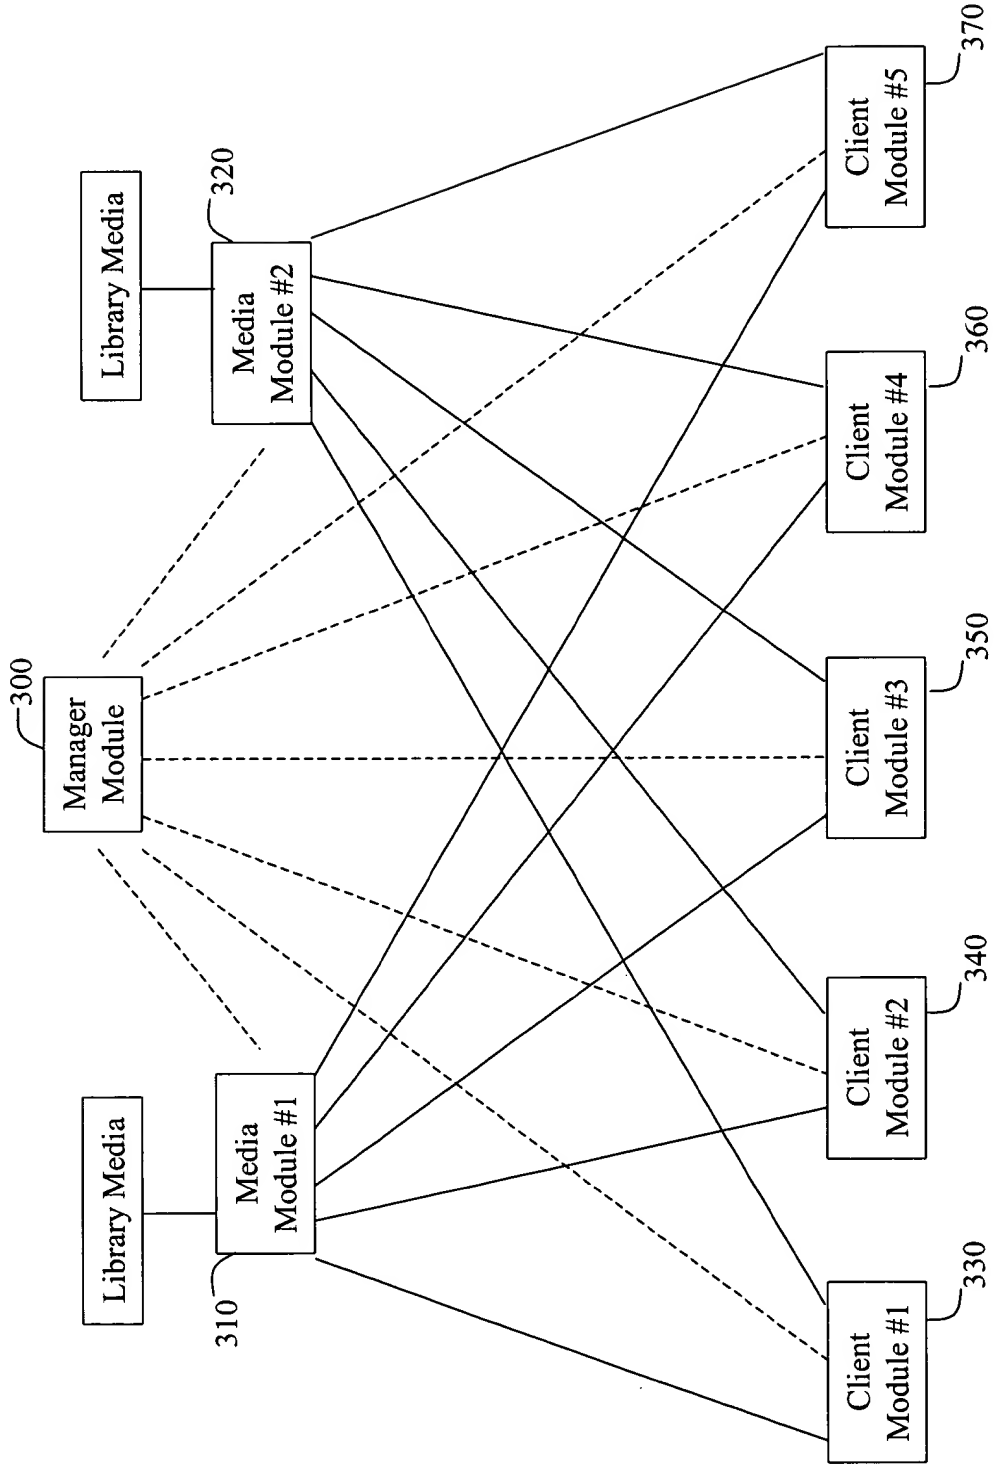 300
Manager
Module
Library Media
Library Media
310
Media
Module #1
320
Media
Module #2
Client
Module #1
330
Client
Module #2
340
Client
Module #3
350
Client
Module #4
360
Client
Module #5
370